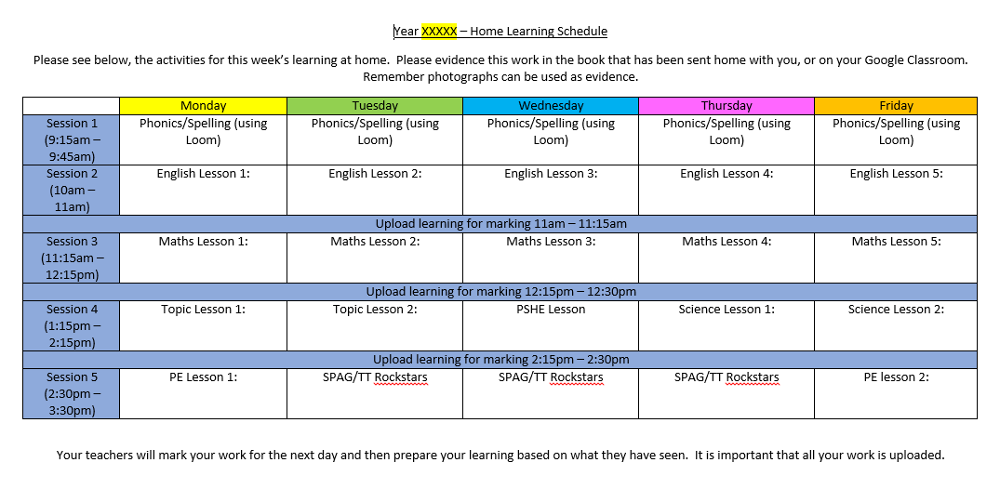 Year XXXXX – Home Learning Schedule
Please see below, the activities for this week's learning at home.  Please evidence this work in the book that has been sent home with you, or on your Google Classroom.
Remember photographs can be used as evidence.
Monday Tuesday Wednesday Thursday Friday
Session 1 Phonics/Spelling (using Phonics/Spelling (using Phonics/Spelling (using Phonics/Spelling (using Phonics/Spelling (using
(9:15am – Loom) Loom) Loom) Loom) Loom)
9:45am)
Session 2 English Lesson 1: English Lesson 2: English Lesson 3: English Lesson 4: English Lesson 5:
(10am –
11am)
Upload learning for marking 11am – 11:15am
Session 3 Maths Lesson 1: Maths Lesson 2: Maths Lesson 3: Maths Lesson 4: Maths Lesson 5:
(11:15am –
12:15pm)
Upload learning for marking 12:15pm – 12:30pm
Session 4 Topic Lesson 1: Topic Lesson 2: PSHE Lesson Science Lesson 1: Science Lesson 2:
(1:15pm –
2:15pm)
Upload learning for marking 2:15pm – 2:30pm
Session 5 PE Lesson 1: SPAG/TT Rockstars SPAG/TT Rockstars SPAG/TT Rockstars PE lesson 2:
(2:30pm –
3:30pm)
Your teachers will mark your work for the next day and then prepare your learning based on what they have seen.  It is important that all your work is uploaded.